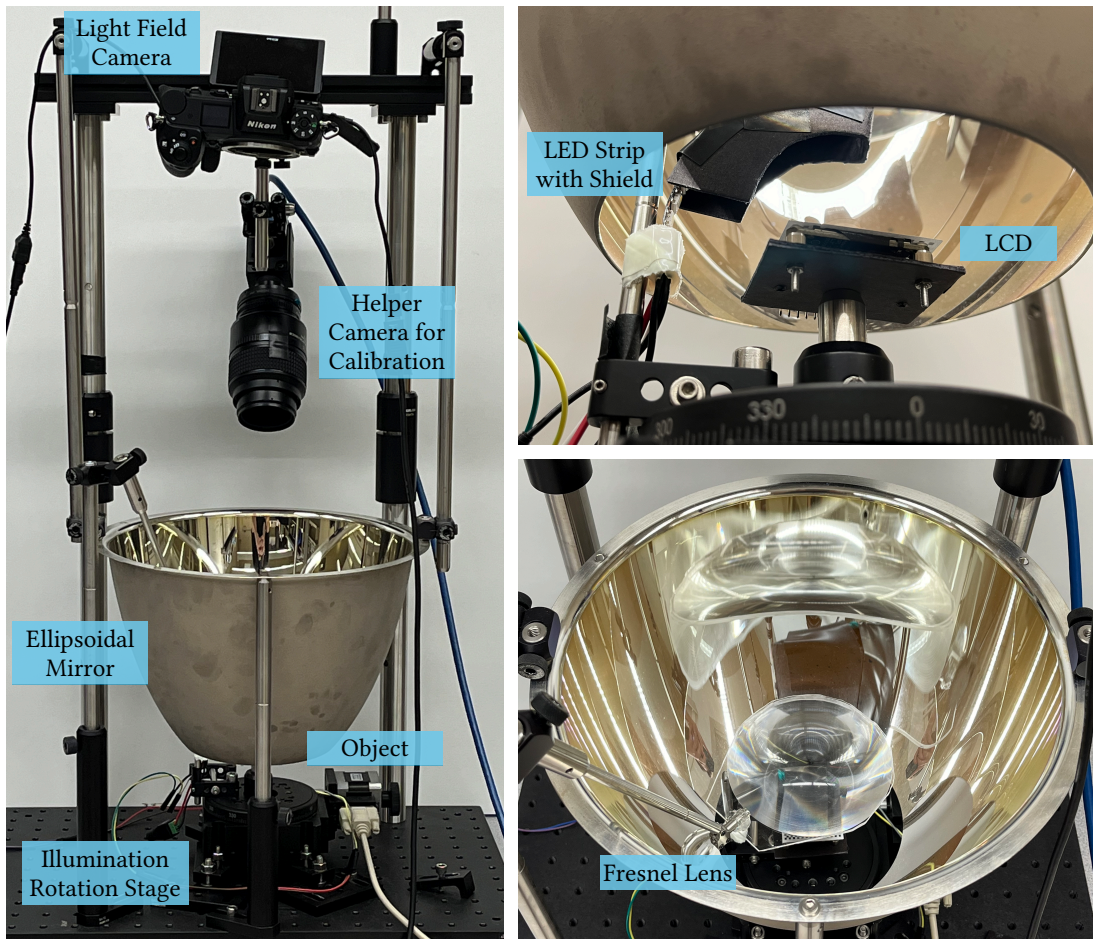 Light Field
Camera
Nikon
Helper
Camera for
Calibration
Ellipsoidal
Mirror
Object
Illumination
Rotation Stage
LED Strip
with Shield
LCD
330
0
30
Fresnel Lens